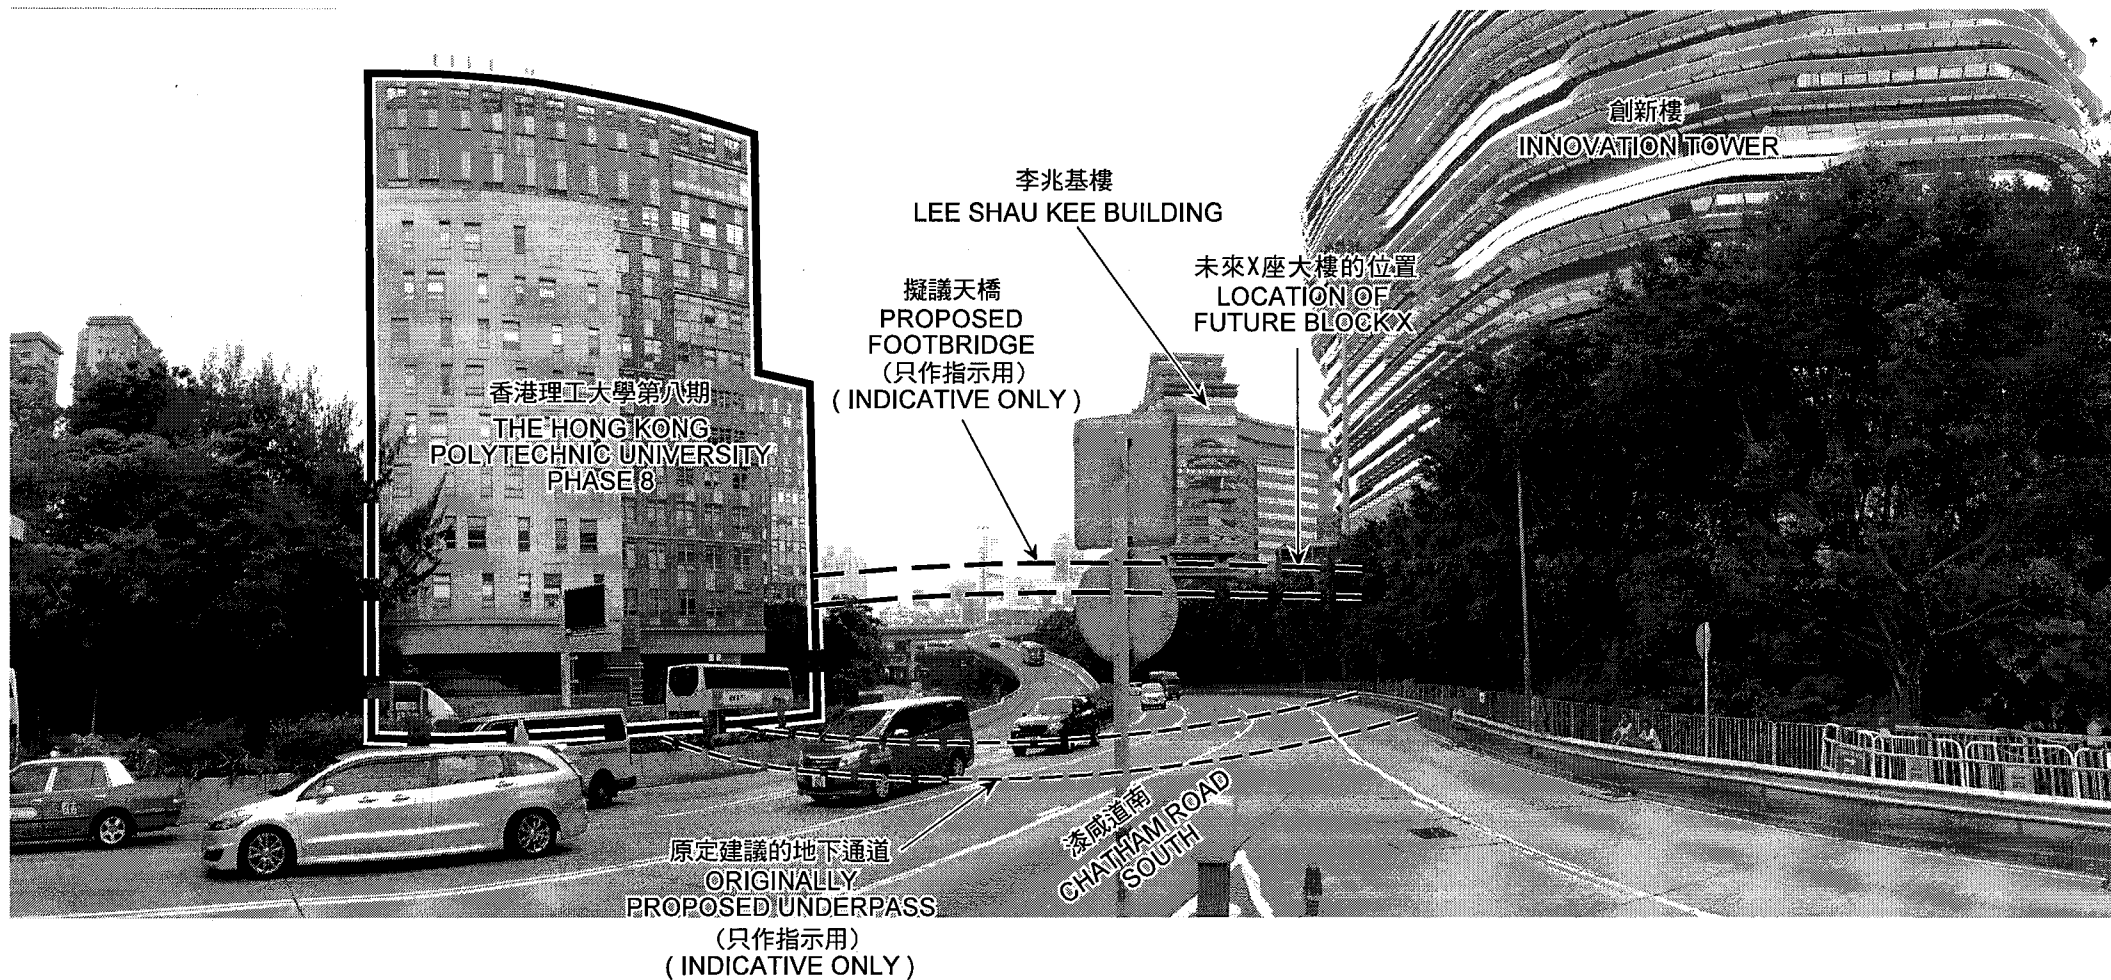 創新樓
INNOVATION TOWER
李兆基樓
LEE SHAU KEE BUILDING
未來X座大樓的位置
LOCATION OF
FUTURE BLOCK X
擬議天橋
PROPOSED
FOOTBRIDGE
(只作指示用)
( INDICATIVE ONLY )
香港理工大學第八期
THE HONG KONG
POLYTECHNIC UNIVERSITY
PHASE 8
漆咸道南
CHATHAM ROAD
SOUTH
原定建議的地下通道
ORIGINALLY
PROPOSED UNDERPASS
(只作指示用)
( INDICATIVE ONLY )